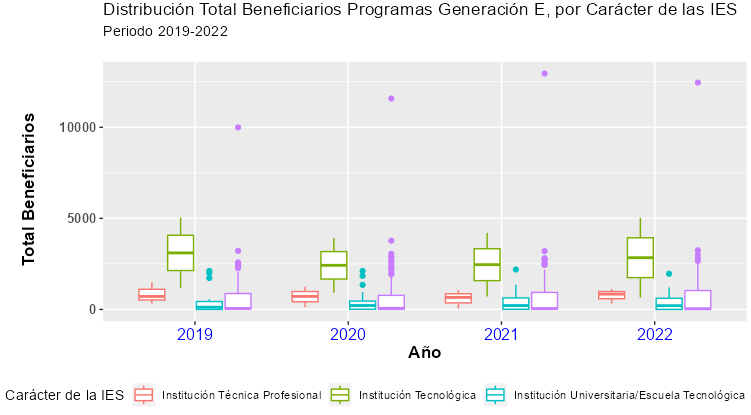 Distribución Total Beneficiarios Programas Generación E, por Carácter de las IES
Periodo 2019-2022
Total Beneficiarios
10000
5000
0
2019 2020 2021 2022
Año
Carácter de la IES Institución Técnica Profesional Institución Tecnológica Institución Universitaria/Escuela Tecnológica